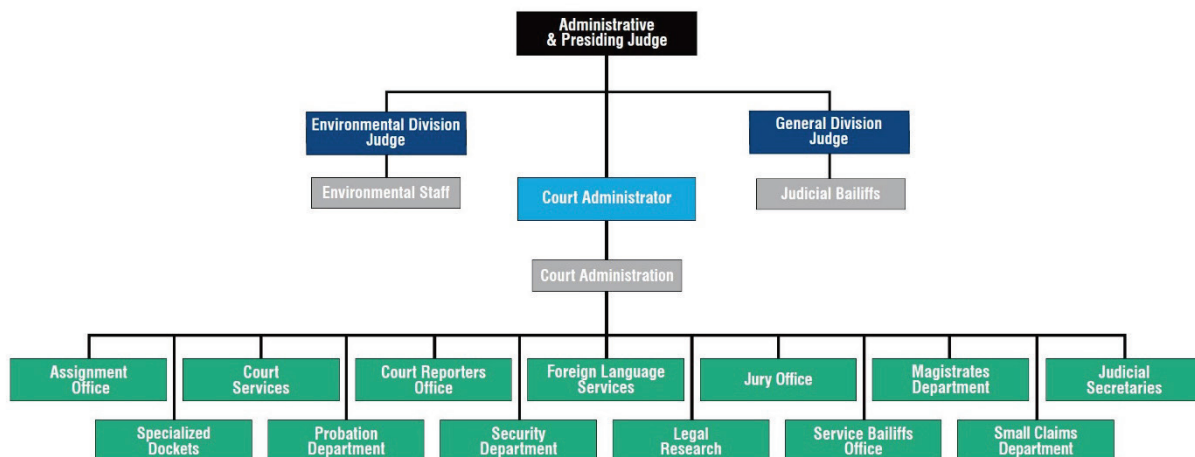 Administrative
& Presiding Judge
Environmental Division
Judge
General Division
Judge
Environmental Staff
Court Administrator
Judicial Bailiffs
Court Administration
Assignment
Office
Court
Services
Court Reporters
Office
Foreign Language
Services
Jury Office
Magistrates
Department
Judicial
Secretaries
Specialized
Dockets
Probation
Department
Security
Department
Legal
Research
Service Bailiffs
Office
Small Claims
Department